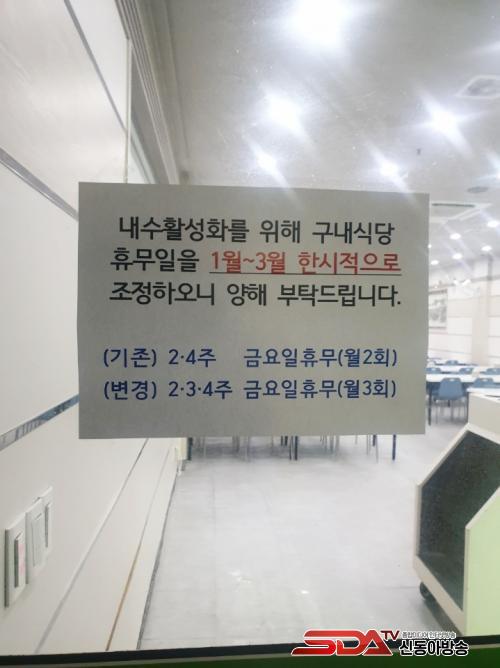 내수활성화를 위해 구내식당
휴무일을 1월~3월 한시적으로
조정하오니 양해 부탁드립니다.
(기존) 2·4주 금요일휴무(월2회)
(변경) 2·3·4주 금요일휴무(월3회)
SDATV 신동아방송